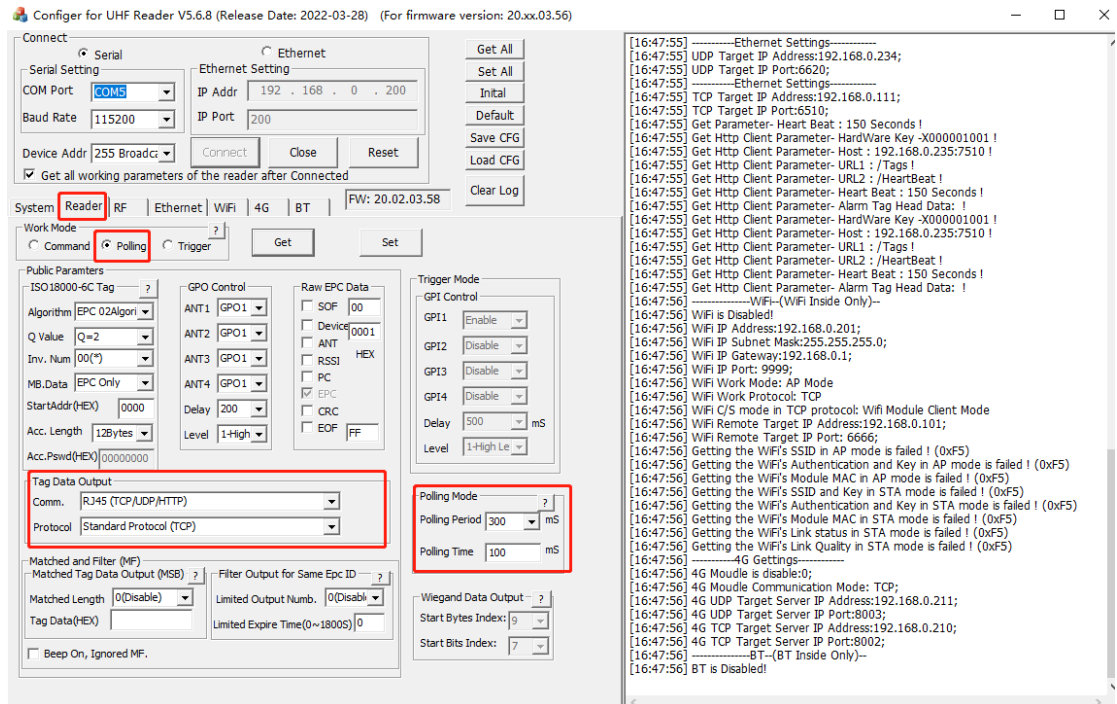 Configer for UHF Reader V5.6.8 (Release Date: 2022-03-28) (For firmware version: 20.xx.03.56)
Connect
Serial
Ethernet
Serial Setting
COM Port COM5
Baud Rate 115200
Ethernet Setting
IP Addr 192 . 168 . 0 . 200
IP Port 200
Device Addr 255 Broadca
Connect
Close
Reset
Get all working parameters of the reader after Connected
Get All
Set All
Inital
Default
Save CFG
Load CFG
Clear Log
System Reader RF Ethernet WiFi 4G BT
FW: 20.02.03.58
Work Mode ?
Command Polling Trigger
Get
Set
Public Paramters
ISO18000-6C Tag ?
Algorithm EPC 02Algori
Q Value Q=2
Inv. Num 00(*)
MB.Data EPC Only
StartAddr(HEX) 0000
Acc. Length 12Bytes
Acc.Pswd(HEX) 00000000
GPO Control
ANT1 GPO1
ANT2 GPO1
ANT3 GPO1
ANT4 GPO1
Delay 200
Level 1-High
Raw EPC Data
SOF 00
Device 0001
ANT
HEX
RSSI
PC
EPC
CRC
EOF FF
Trigger Mode
GPI Control
GPI1 Enable
GPI2 Disable
GPI3 Disable
GPI4 Disable
Delay 500 mS
Level 1-High Le
Tag Data Output
Comm. RJ45 (TCP/UDP/HTTP)
Protocol Standard Protocol (TCP)
Polling Mode ?
Polling Period 300 mS
Polling Time 100 mS
Matched and Filter (MF)
Matched Tag Data Output (MSB) ?
Matched Length 0(Disable)
Tag Data(HEX)
Filter Output for Same Epc ID ?
Limited Output Numb. 0(Disabl
Limited Expire Time(0~1800S) 0
Beep On, Ignored MF.
Wiegand Data Output ?
Start Bytes Index: 9
Start Bits Index: 7
[16:47:55] -----------Ethernet Settings------------
[16:47:55] UDP Target IP Address:192.168.0.234;
[16:47:55] UDP Target IP Port:6620;
[16:47:55] -----------Ethernet Settings------------
[16:47:55] TCP Target IP Address:192.168.0.111;
[16:47:55] TCP Target IP Port:6510;
[16:47:55] Get Parameter- Heart Beat : 150 Seconds !
[16:47:55] Get Http Client Parameter- HardWare Key -X000001001 !
[16:47:55] Get Http Client Parameter- Host : 192.168.0.235:7510 !
[16:47:55] Get Http Client Parameter- URL1 : /Tags !
[16:47:55] Get Http Client Parameter- URL2 : /HeartBeat !
[16:47:55] Get Http Client Parameter- Heart Beat : 150 Seconds !
[16:47:55] Get Http Client Parameter- Alarm Tag Head Data: !
[16:47:55] Get Http Client Parameter- HardWare Key -X000001001 !
[16:47:55] Get Http Client Parameter- Host : 192.168.0.235:7510 !
[16:47:55] Get Http Client Parameter- URL1 : /Tags !
[16:47:55] Get Http Client Parameter- URL2 : /HeartBeat !
[16:47:55] Get Http Client Parameter- Heart Beat : 150 Seconds !
[16:47:55] Get Http Client Parameter- Alarm Tag Head Data: !
[16:47:56] ---------------WiFi--(WiFi Inside Only)--
[16:47:56] WiFi is Disabled!
[16:47:56] WiFi IP Address:192.168.0.201;
[16:47:56] WiFi IP Subnet Mask:255.255.255.0;
[16:47:56] WiFi IP Gateway:192.168.0.1;
[16:47:56] WiFi IP Port: 9999;
[16:47:56] WiFi Work Mode: AP Mode
[16:47:56] WiFi Work Protocol: TCP
[16:47:56] WiFi C/S mode in TCP protocol: Wifi Module Client Mode
[16:47:56] WiFi Remote Target IP Address:192.168.0.101;
[16:47:56] WiFi Remote Target IP Port: 6666;
[16:47:56] Getting the WiFi's SSID in AP mode is failed ! (0xF5)
[16:47:56] Getting the WiFi's Authentication and Key in AP mode is failed ! (0xF5)
[16:47:56] Getting the WiFi's Module MAC in AP mode is failed ! (0xF5)
[16:47:56] Getting the WiFi's SSID and Key in STA mode is failed ! (0xF5)
[16:47:56] Getting the WiFi's Authentication and Key in STA mode is failed ! (0xF5)
[16:47:56] Getting the WiFi's Module MAC in STA mode is failed ! (0xF5)
[16:47:56] Getting the WiFi's Link status in STA mode is failed ! (0xF5)
[16:47:56] Getting the WiFi's Link Quality in STA mode is failed ! (0xF5)
[16:47:56] -----------4G Gettings-----------
[16:47:56] 4G Moudle is disable:0;
[16:47:56] 4G Moudle Communication Mode: TCP;
[16:47:56] 4G UDP Target Server IP Address:192.168.0.211;
[16:47:56] 4G UDP Target Server IP Port:8003;
[16:47:56] 4G TCP Target Server IP Address:192.168.0.210;
[16:47:56] 4G TCP Target Server IP Port:8002;
[16:47:56] ---------------BT--(BT Inside Only)--
[16:47:56] BT is Disabled!